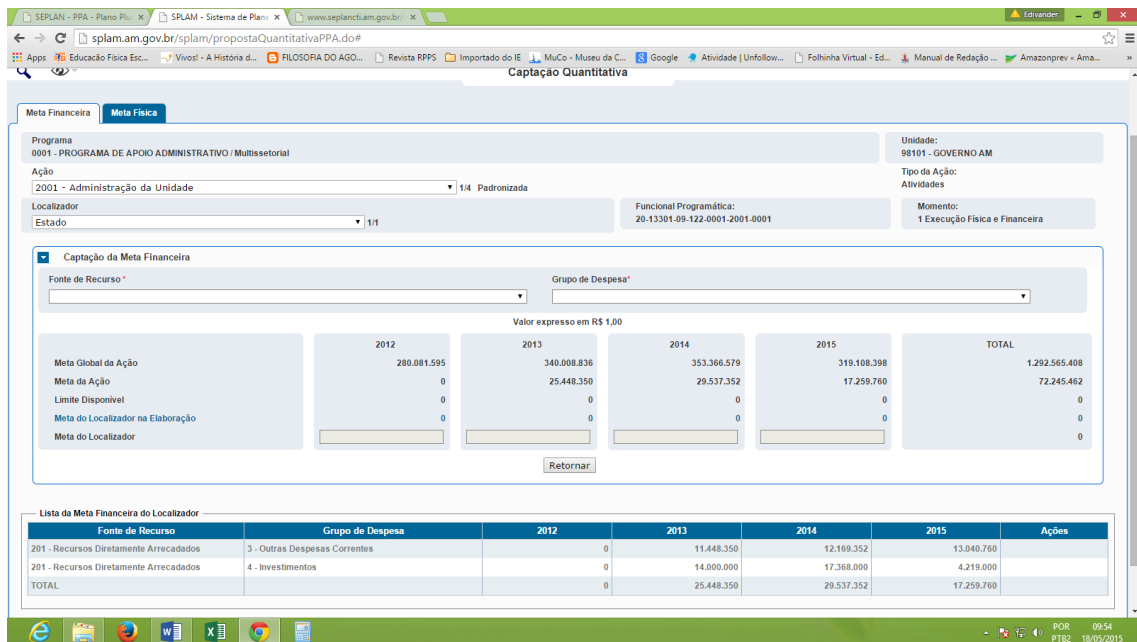 SEPLAN - PPA - Plano Plu
SPLAM - Sistema de Plane
www.seplancti.am.gov.br/
Edivander
splam.am.gov.br/splam/propostaQuantitativaPPA.do#
Apps Educação Física Esc... Vivos! - A História d... FILOSOFIA DO AGO... Revista RPPS Importado do IE MuCo - Museu da C... Google Atividade | Unfollow... Folhinha Virtual - Ed... Manual de Redação ... Amazonprev « Ama... »
Captação Quantitativa
Meta Financeira Meta Física
Programa Unidade:
0001 - PROGRAMA DE APOIO ADMINISTRATIVO / Multissetorial 98101 - GOVERNO AM
Ação Tipo da Ação:
2001 - Administração da Unidade 1/4 Padronizada Atividades
Localizador Funcional Programática: Momento:
Estado 1/1 20-13301-09-122-0001-2001-0001 1 Execução Física e Financeira
Captação da Meta Financeira
Fonte de Recurso * Grupo de Despesa*
Valor expresso em R$ 1,00
2012 2013 2014 2015 TOTAL
Meta Global da Ação 280.081.595 340.008.836 353.366.579 319.108.398 1.292.565.408
Meta da Ação 0 25.448.350 29.537.352 17.259.760 72.245.462
Limite Disponível 0 0 0 0 0
Meta do Localizador na Elaboração 0 0 0 0 0
Meta do Localizador 0
Retornar
Lista da Meta Financeira do Localizador
Fonte de Recurso Grupo de Despesa 2012 2013 2014 2015 Ações
201 - Recursos Diretamente Arrecadados 3 - Outras Despesas Correntes 0 11.448.350 12.169.352 13.040.760
201 - Recursos Diretamente Arrecadados 4 - Investimentos 0 14.000.000 17.368.000 4.219.000
TOTAL 0 25.448.350 29.537.352 17.259.760
POR 09:54
PTB2 18/05/2015